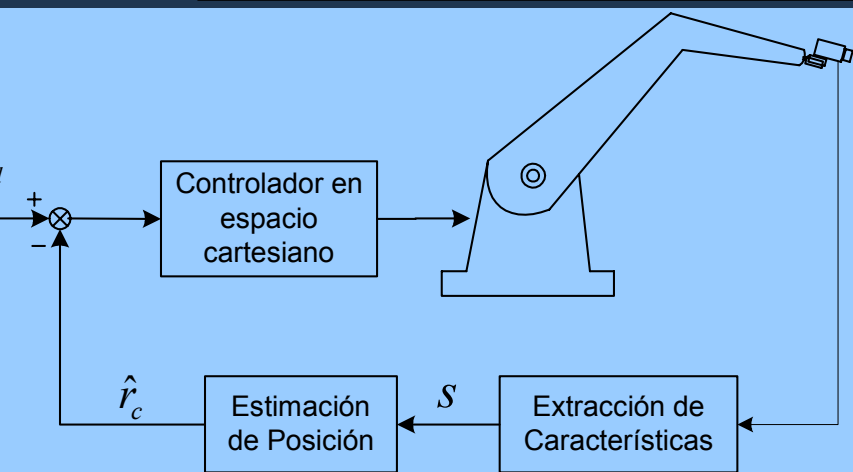 +
−
Controlador en
espacio
cartesiano
r̂c
Estimación
de Posición
S
Extracción de
Características